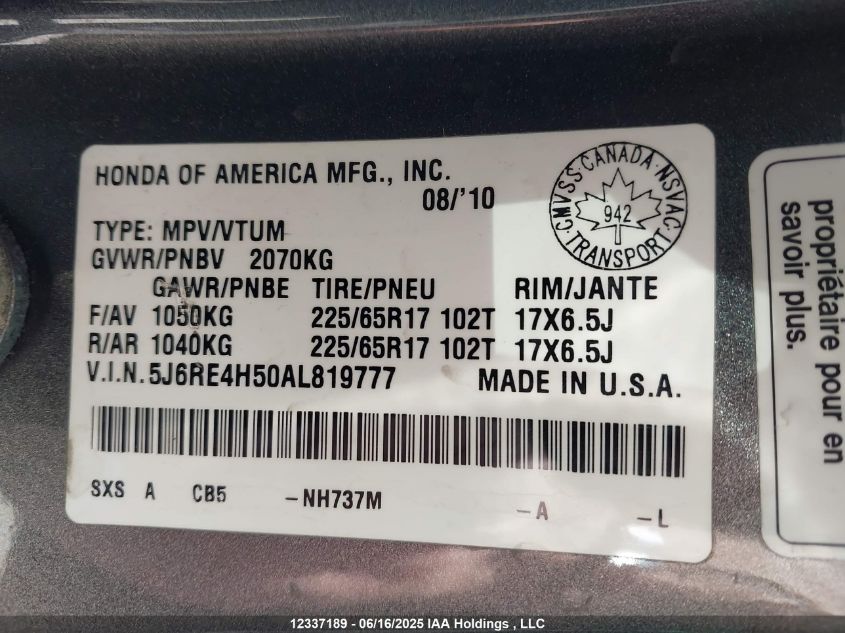 HONDA OF AMERICA MFG., INC.
08/'10
CMVSS CANADA NSVAC
942
TRANSPORT
TYPE: MPV/VTUM
GVWR/PNBV 2070KG
GAWR/PNBE TIRE/PNEU RIM/JANTE
F/AV 1050KG 225/65R17 102T 17X6.5J
R/AR 1040KG 225/65R17 102T 17X6.5J
V.I.N. 5J6RE4H50AL819777 MADE IN U.S.A.
SXS A CB5 -NH737M -A -L
propriétaire pour en
savoir plus.
12337189 - 06/16/2025 IAA Holdings , LLC